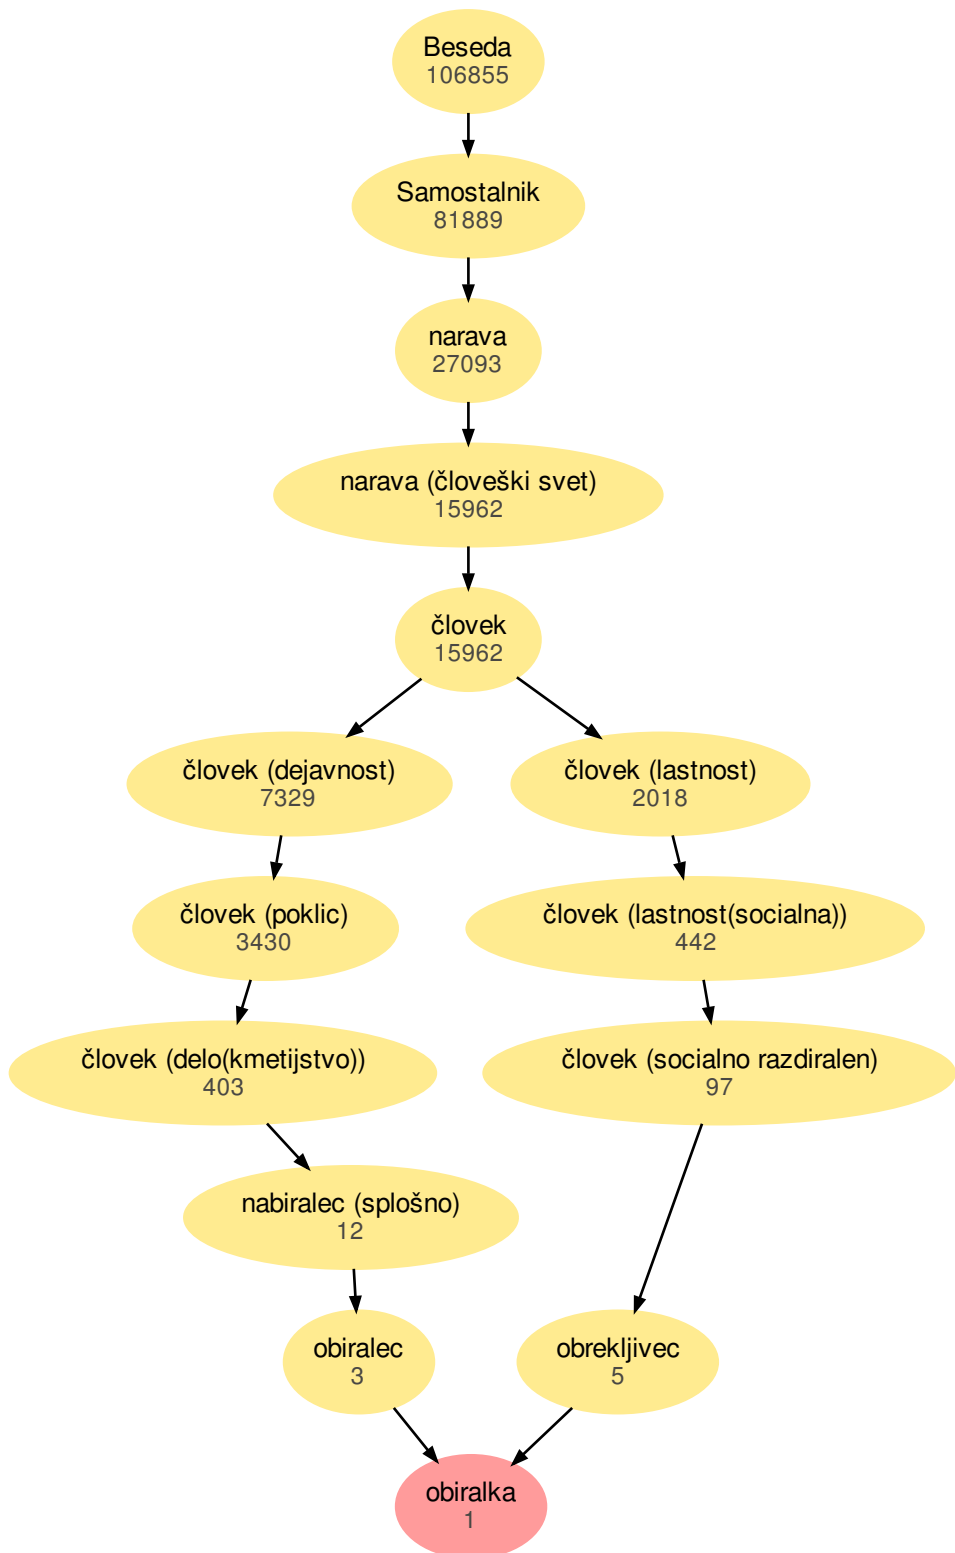 Beseda
106855
Samostalnik
81889
narava
27093
narava (človeški svet)
15962
človek
15962
človek (dejavnost)
7329
človek (lastnost)
2018
človek (poklic)
3430
človek (lastnost(socialna))
442
človek (delo(kmetijstvo))
403
človek (socialno razdiralen)
97
nabiralec (splošno)
12
obiralec
3
obrekljivec
5
obiralka
1